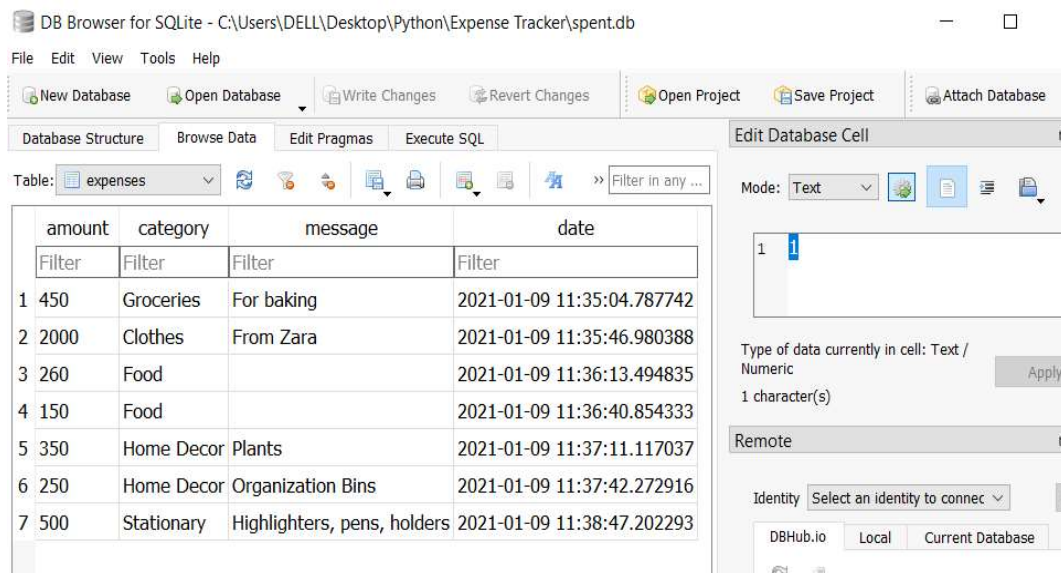 DB Browser for SQLite - C:\Users\DELL\Desktop\Python\Expense Tracker\spent.db
File Edit View Tools Help
New Database Open Database Write Changes Revert Changes Open Project Save Project Attach Database
Database Structure Browse Data Edit Pragmas Execute SQL
Table: expenses Filter in any ...
amount category message date
Filter Filter Filter Filter
1 450 Groceries For baking 2021-01-09 11:35:04.787742
2 2000 Clothes From Zara 2021-01-09 11:35:46.980388
3 260 Food 2021-01-09 11:36:13.494835
4 150 Food 2021-01-09 11:36:40.854333
5 350 Home Decor Plants 2021-01-09 11:37:11.117037
6 250 Home Decor Organization Bins 2021-01-09 11:37:42.272916
7 500 Stationary Highlighters, pens, holders 2021-01-09 11:38:47.202293
Edit Database Cell
Mode: Text
1 1
Type of data currently in cell: Text /
Numeric
Apply
1 character(s)
Remote
Identity Select an identity to connec
DBHub.io Local Current Database